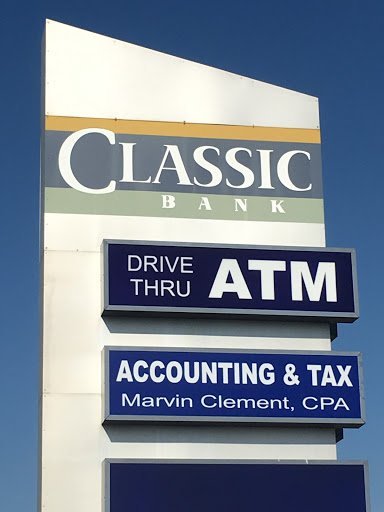 CLASSIC
BANK
DRIVE THRU ATM
ACCOUNTING & TAX
Marvin Clement, CPA